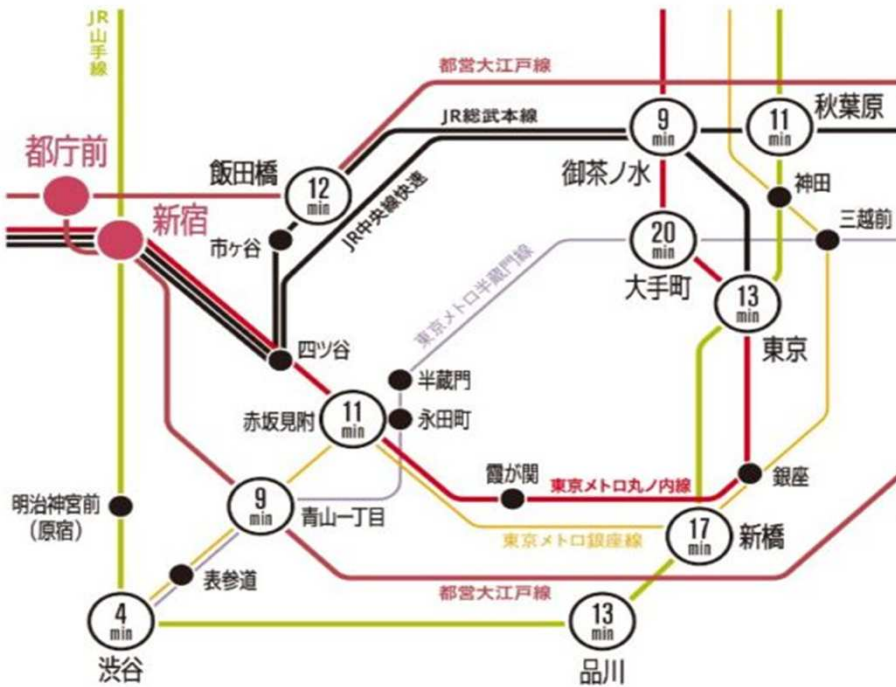 JR山手線
都営大江戸線
JR総武本線
9
min
11
min
秋葉原
都庁前
飯田橋
12
min
御茶ノ水
神田
新宿
市ヶ谷
JR中央線快速
20
min
三越前
大手町
東京メトロ半蔵門線
13
min
東京
四ツ谷
半蔵門
赤坂見附
11
min
永田町
霞が関
東京メトロ丸ノ内線
銀座
明治神宮前
（原宿）
9
min
青山一丁目
東京メトロ銀座線
17
min
新橋
表参道
都営大江戸線
4
min
渋谷
13
min
品川